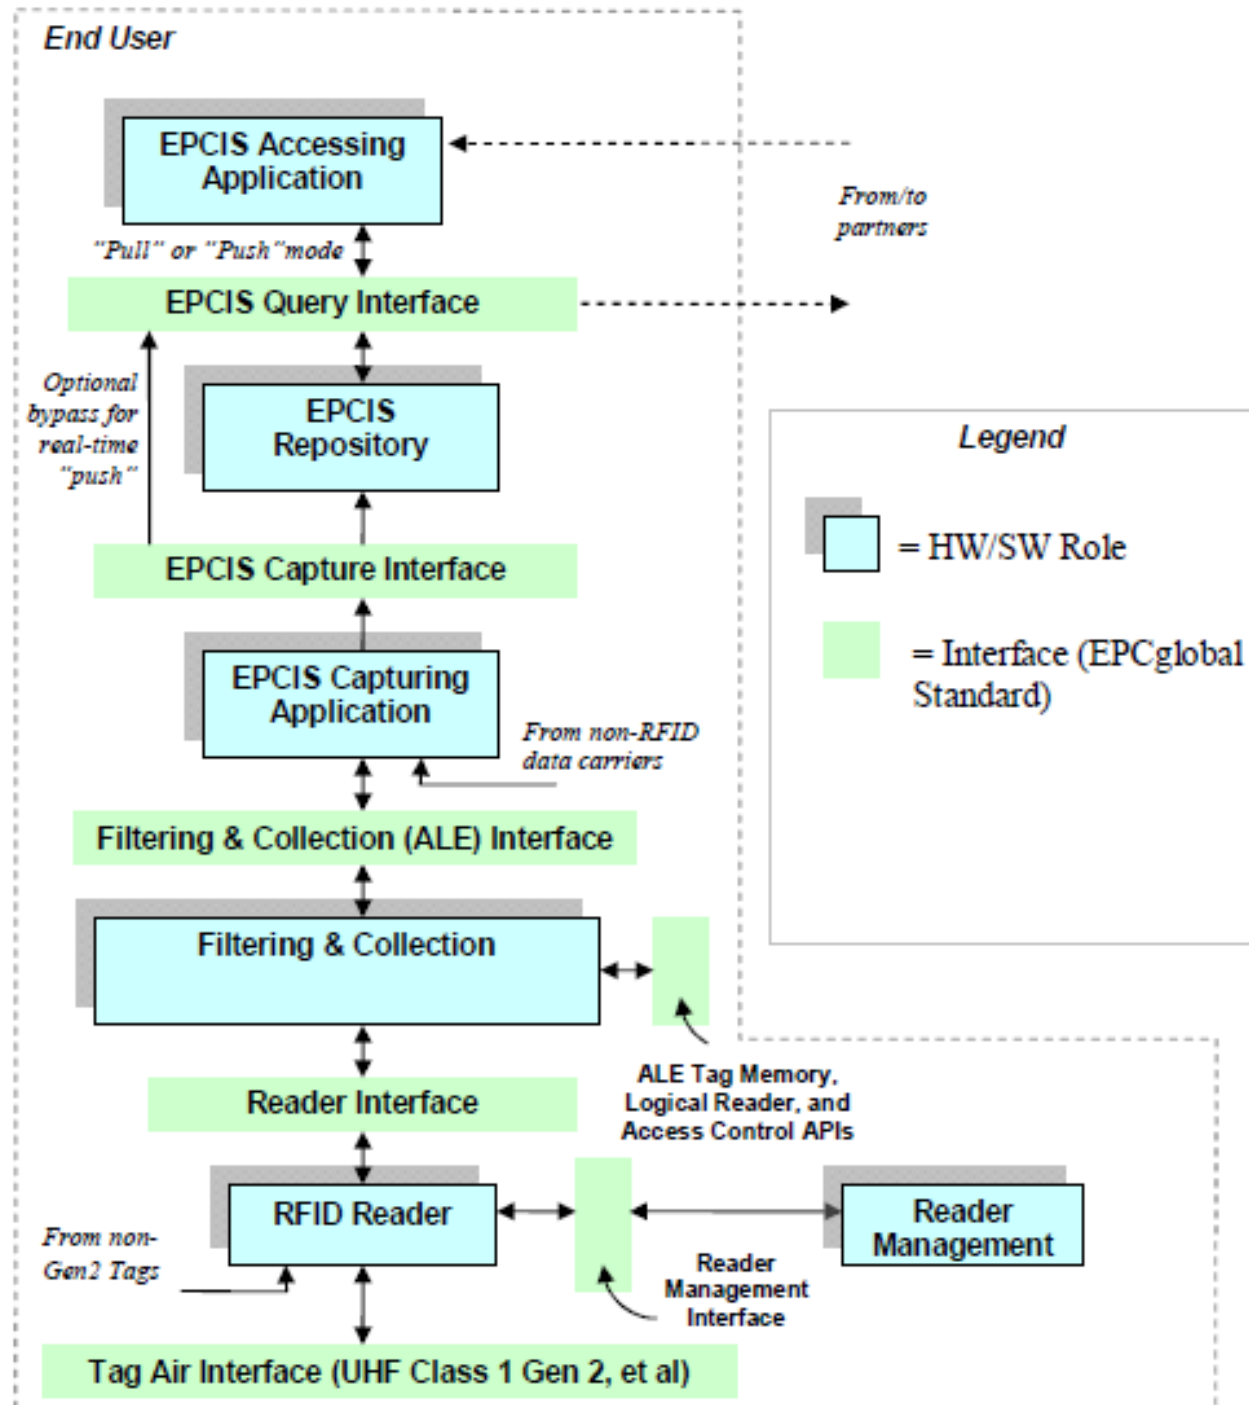 End User
EPCIS Accessing
Application
From/to
partners
"Pull" or "Push"mode
EPCIS Query Interface
Optional
bypass for
real-time
"push"
EPCIS
Repository
Legend
= HW/SW Role
EPCIS Capture Interface
= Interface (EPCglobal
Standard)
EPCIS Capturing
Application
From non-RFID
data carriers
Filtering & Collection (ALE) Interface
Filtering & Collection
ALE Tag Memory,
Logical Reader, and
Access Control APIs
Reader Interface
RFID Reader
Reader
Management
From non-
Gen2 Tags
Reader
Management
Interface
Tag Air Interface (UHF Class 1 Gen 2, et al)